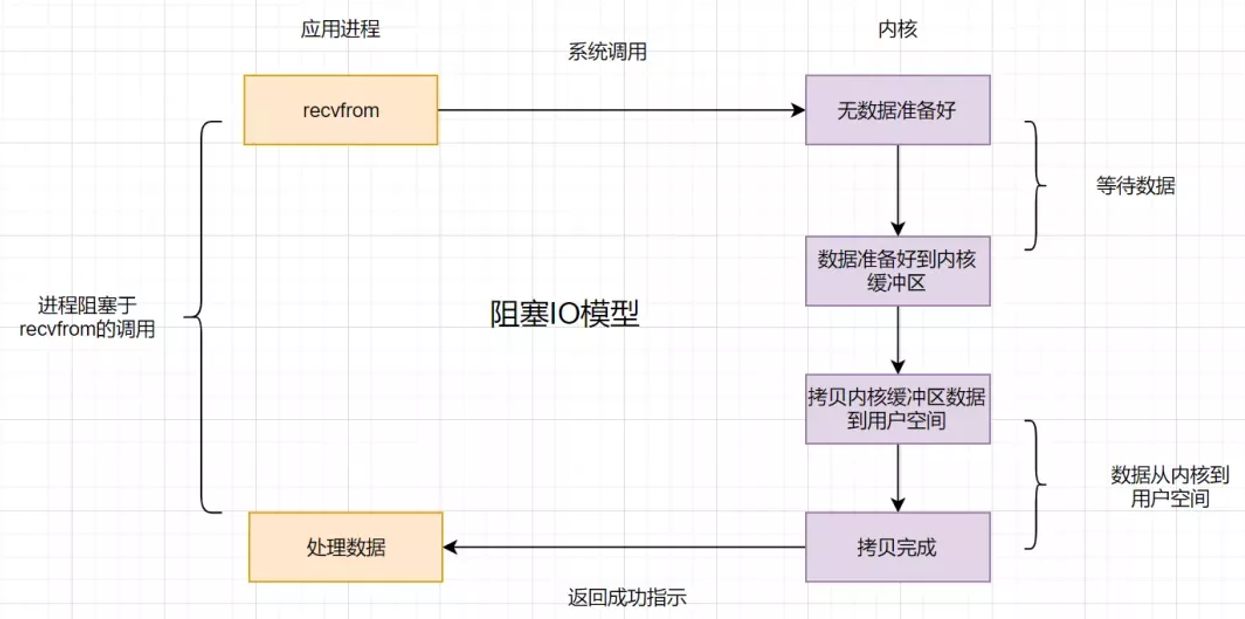 应用进程
内核
系统调用
recvfrom
无数据准备好
等待数据
数据准备好到内核
缓冲区
进程阻塞于
recvfrom的调用
阻塞IO模型
拷贝内核缓冲区数据
到用户空间
数据从内核到
用户空间
处理数据
拷贝完成
返回成功指示